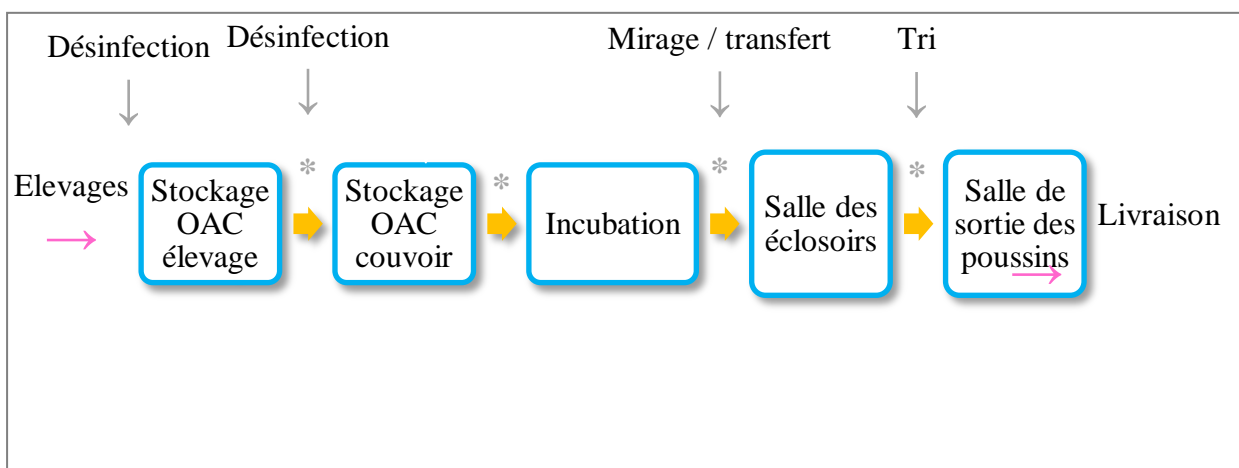 Désinfection
Désinfection
Mirage / transfert
Tri
Elevages
Stockage
OAC
élevage
*
Stockage
OAC
couvoir
*
Incubation
*
Salle des
éclosoirs
*
Salle de
sortie des
poussins
Livraison